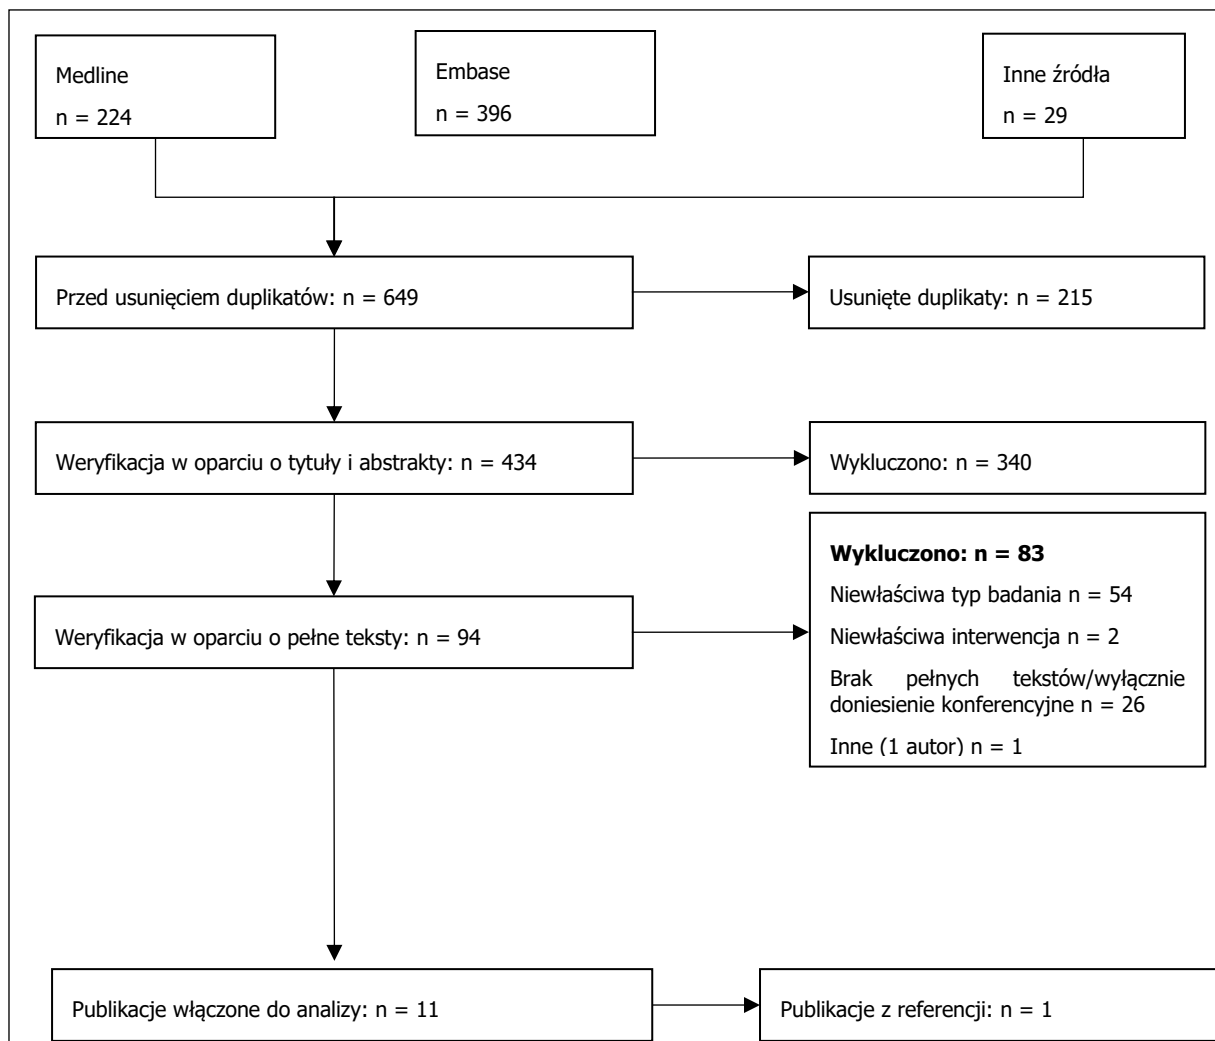 Medline
n = 224
Embase
n = 396
Inne źródła
n = 29
Przed usunięciem duplikatów: n = 649
Usunięte duplikaty: n = 215
Weryfikacja w oparciu o tytuły i abstrakty: n = 434
Wykluczono: n = 340
Weryfikacja w oparciu o pełne teksty: n = 94
Wykluczono: n = 83
Niewłaściwa typ badania n = 54
Niewłaściwa interwencja n = 2
Brak pełnych tekstów/wyłącznie
doniesienie konferencyjne n = 26
Inne (1 autor) n = 1
Publikacje włączone do analizy: n = 11
Publikacje z referencji: n = 1